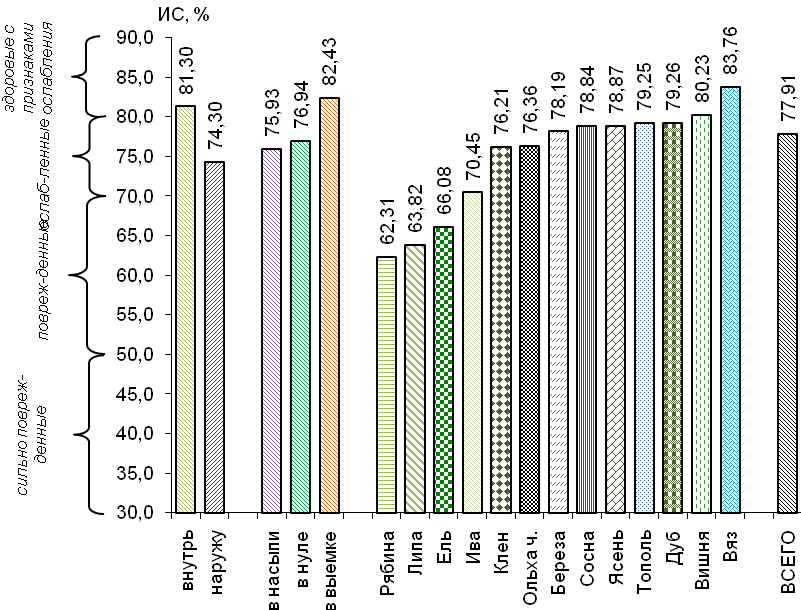 ИС, %
90,0
85,0
80,0
75,0
70,0
65,0
60,0
55,0
50,0
45,0
40,0
35,0
30,0
здоровые с
признаками
ослабления
ослаб-ленные
повреж-денные
сильно повреж-
денные
81,30
74,30
75,93
76,94
82,43
62,31
63,82
66,08
70,45
76,21
76,36
78,19
78,84
78,87
79,25
79,26
80,23
83,76
77,91
внутрь
наружу
в насыпи
в нуле
в выемке
Рябина
Липа
Ель
Ива
Клен
Ольха ч.
Береза
Сосна
Ясень
Тополь
Дуб
Вишня
Вяз
ВСЕГО